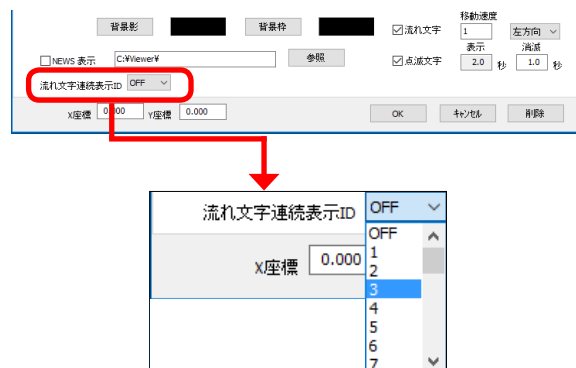 移動速度
背景影 背景枠 ☑流れ文字 1 左方向
表示 消滅
☐NEWS 表示 C:¥Viewer¥ 参照 ☑点滅文字 2.0 秒 1.0 秒
流れ文字連続表示ID OFF
X座標 0.000 Y座標 0.000 OK キャンセル 削除
流れ文字連続表示ID OFF
OFF
X座標 0.000 1
2
3
4
5
6
7